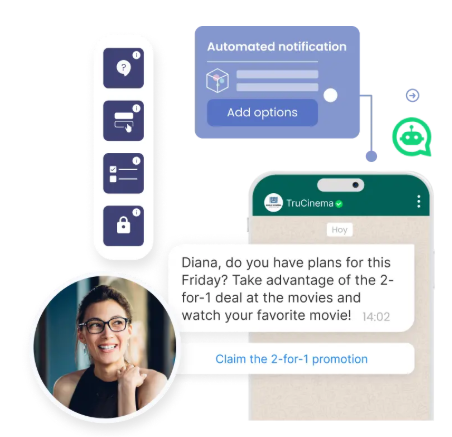 Automated notification
Add options
TruCinema
Hoy
Diana, do you have plans for this
Friday? Take advantage of the 2-
for-1 deal at the movies and
watch your favorite movie! 14:02
Claim the 2-for-1 promotion